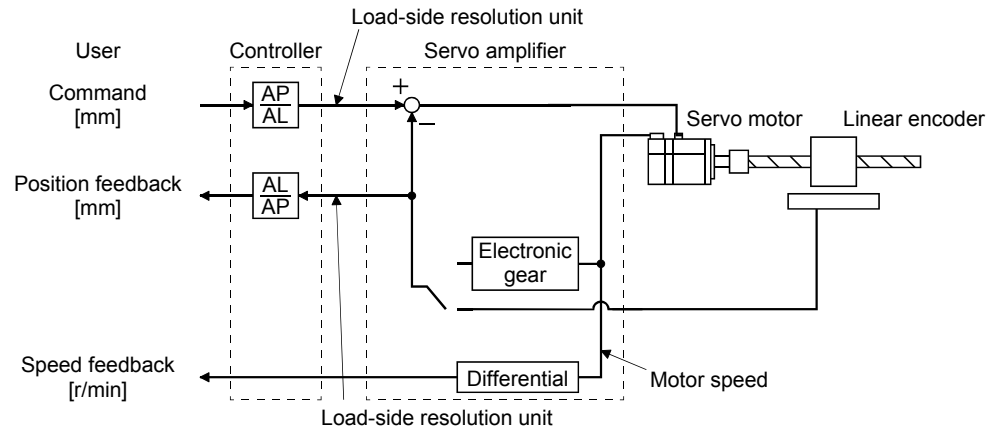 Load-side resolution unit
User
Controller
Servo amplifier
Command
[mm]
AP
AL
+
−
Servo motor
Linear encoder
Position feedback
[mm]
AL
AP
Electronic
gear
Speed feedback
[r/min]
Differential
Motor speed
Load-side resolution unit